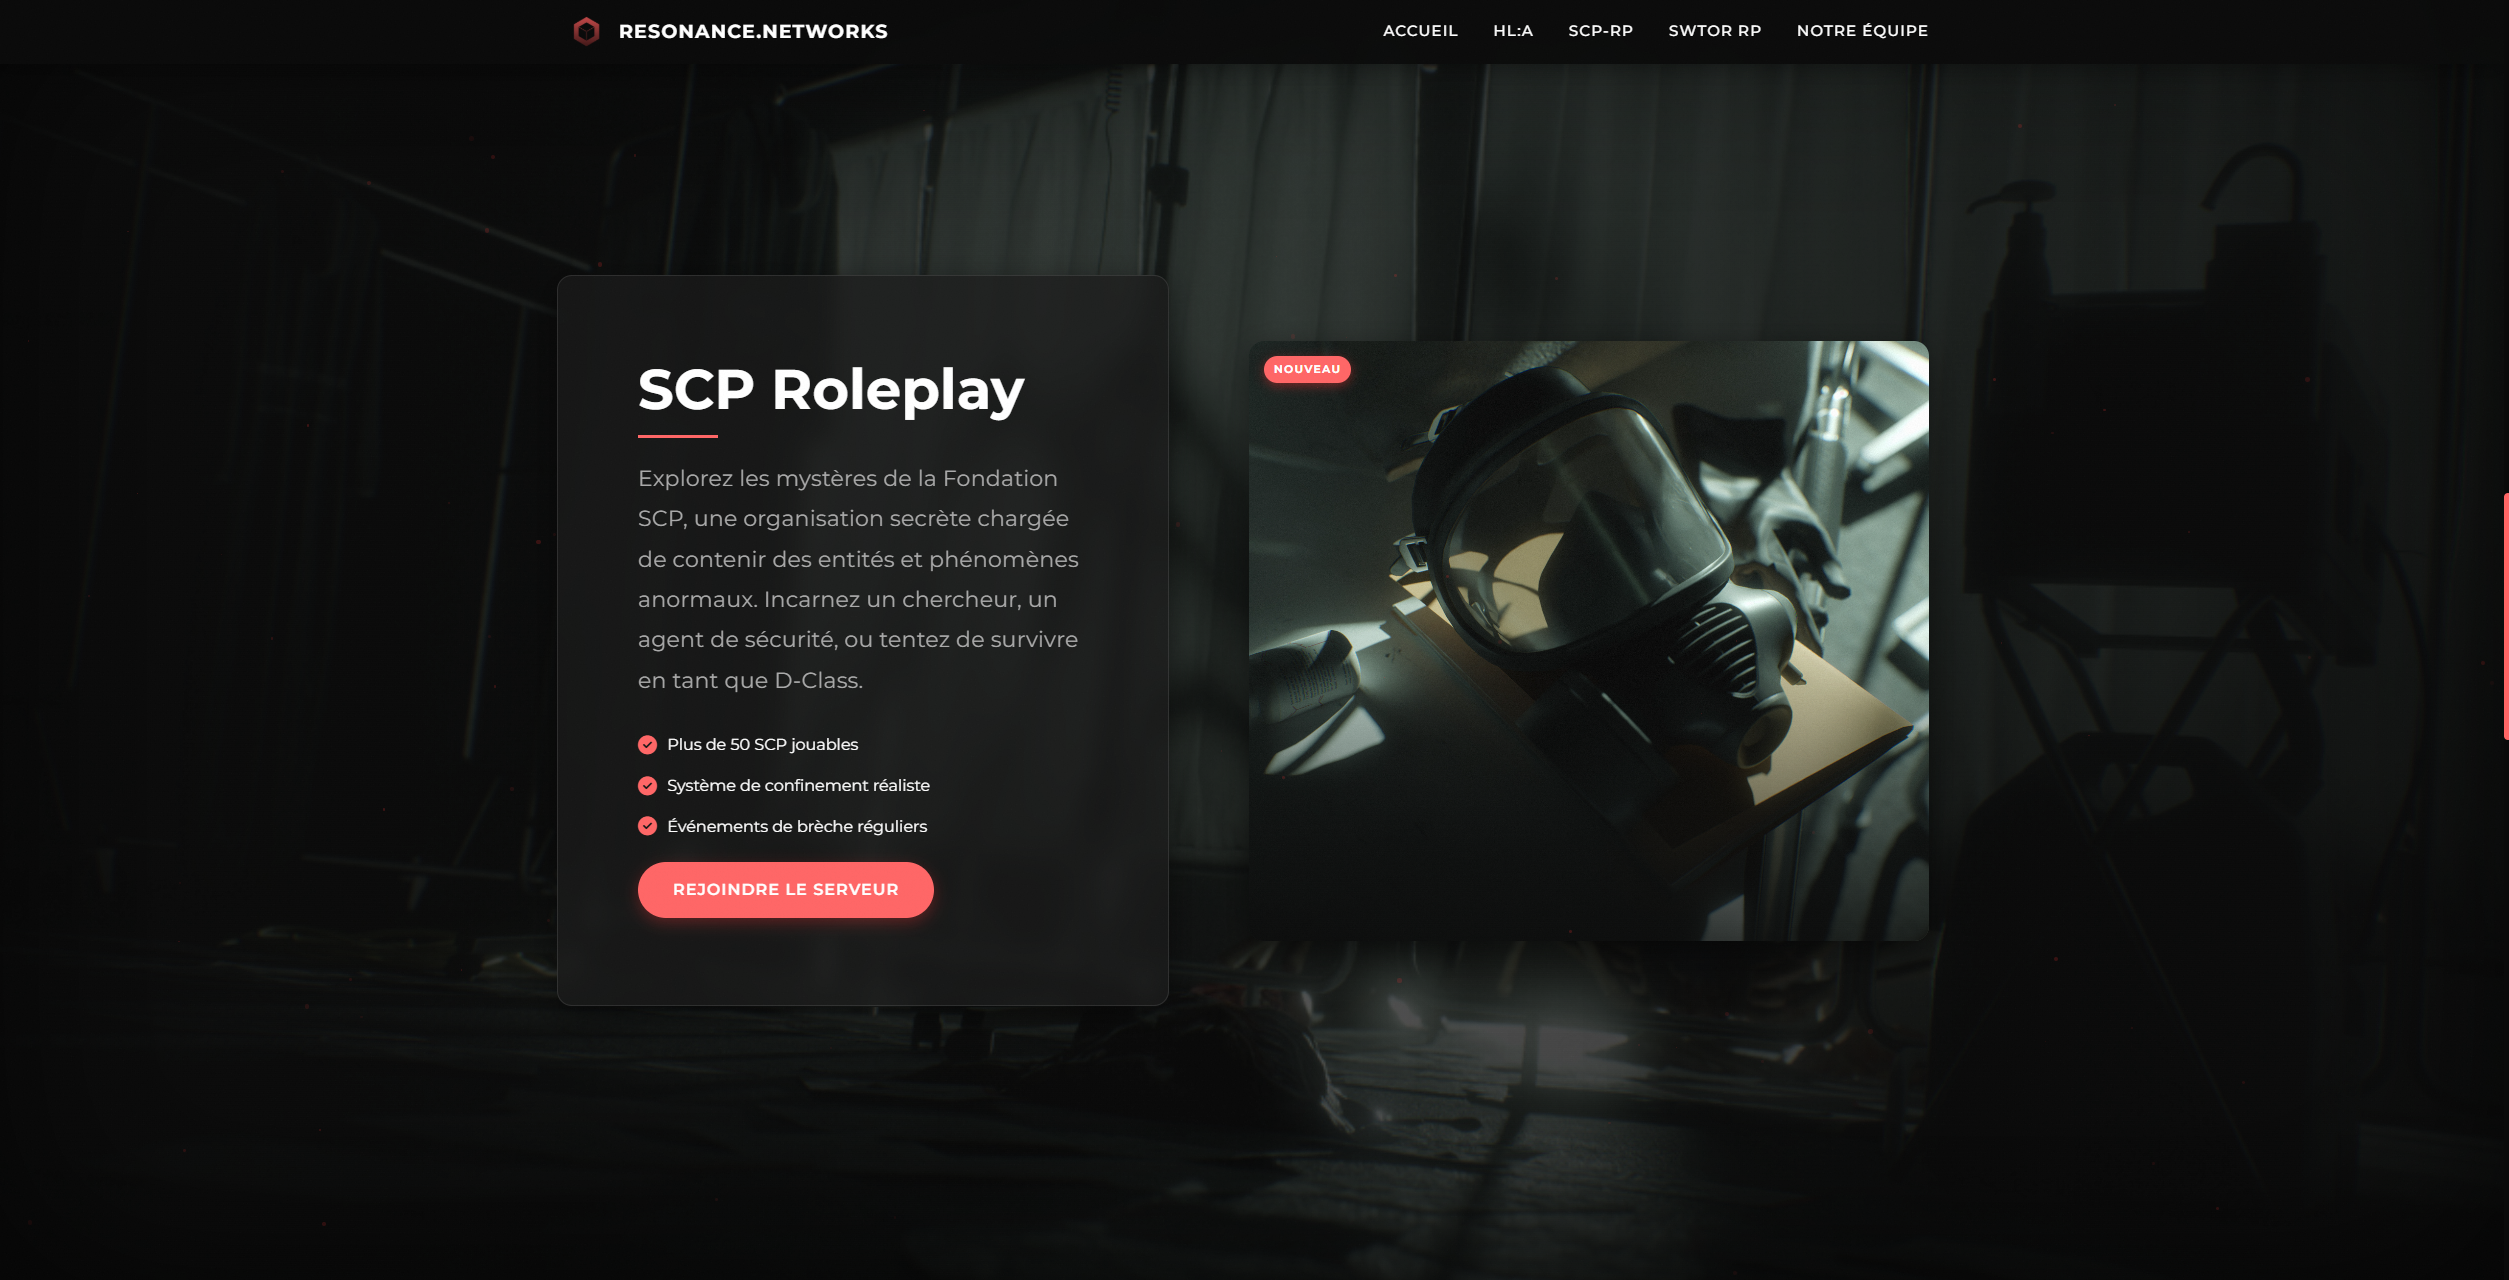 RESONANCE.NETWORKS
ACCUEIL HL:A SCP-RP SWTOR RP NOTRE ÉQUIPE
SCP Roleplay
Explorez les mystères de la Fondation
SCP, une organisation secrète chargée
de contenir des entités et phénomènes
anormaux. Incarnez un chercheur, un
agent de sécurité, ou tentez de survivre
en tant que D-Class.
Plus de 50 SCP jouables
Système de confinement réaliste
Événements de brèche réguliers
REJOINDRE LE SERVEUR
NOUVEAU